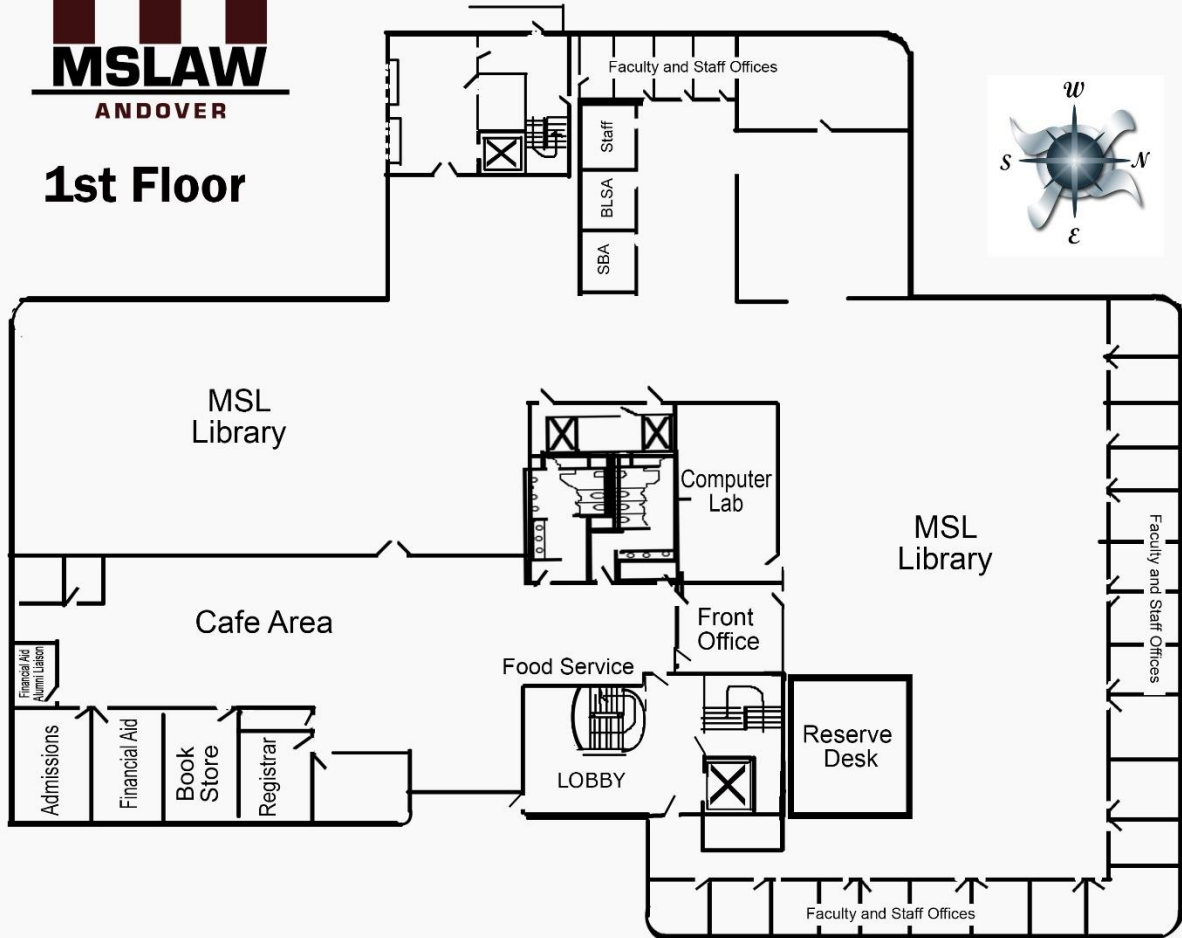 MSLAW
ANDOVER
1st Floor
Faculty and Staff Offices
W
S
N
E
Staff
BLSA
SBA
MSL
Library
Computer
Lab
MSL
Library
Faculty and Staff Offices
Cafe Area
Front
Office
Financial Aid
Alumni Liaison
Food Service
Admissions
Financial Aid
Book
Store
Registrar
LOBBY
Reserve
Desk
Faculty and Staff Offices